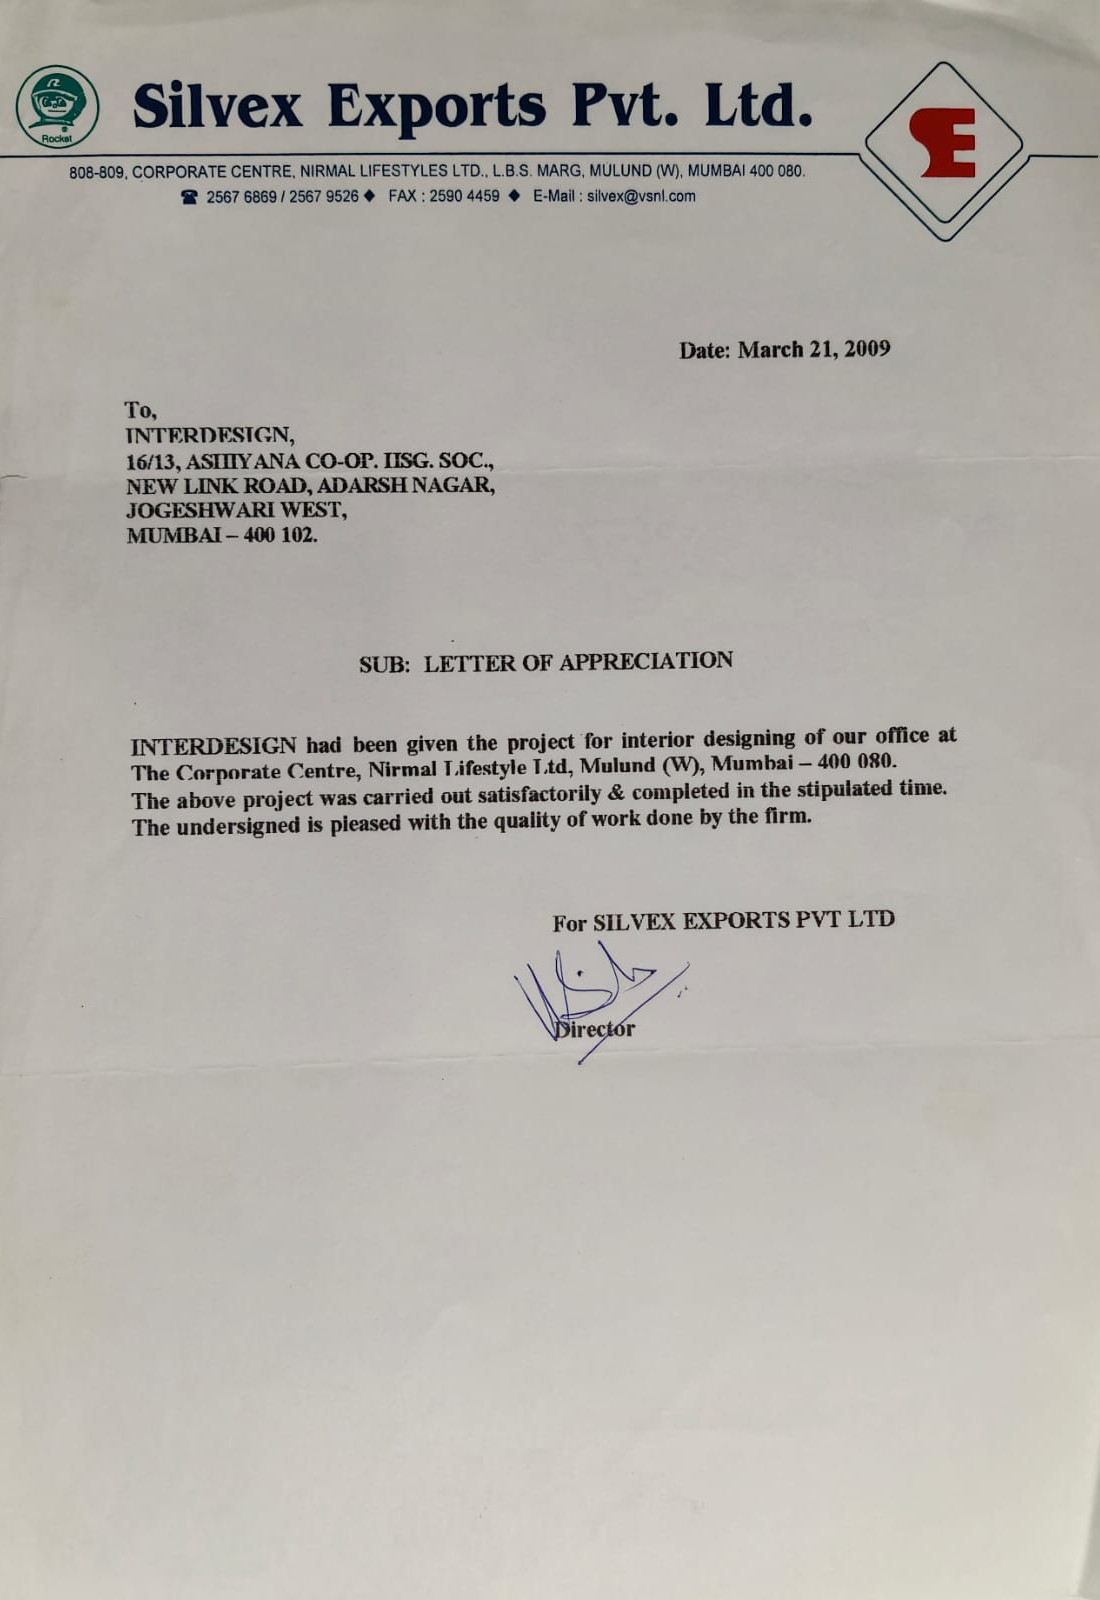 Rocket
Silvex Exports Pvt. Ltd.
SE
808-809, CORPORATE CENTRE, NIRMAL LIFESTYLES LTD., L.B.S. MARG, MULUND (W), MUMBAI 400 080.
☎ 2567 6869 / 2567 9526 ◆ FAX : 2590 4459 ◆ E-Mail : silvex@vsnl.com
Date: March 21, 2009
To,
INTERDESIGN,
16/13, ASHIYANA CO-OP. HSG. SOC.,
NEW LINK ROAD, ADARSH NAGAR,
JOGESHWARI WEST,
MUMBAI – 400 102.
SUB: LETTER OF APPRECIATION
INTERDESIGN had been given the project for interior designing of our office at
The Corporate Centre, Nirmal Lifestyle Ltd, Mulund (W), Mumbai – 400 080.
The above project was carried out satisfactorily & completed in the stipulated time.
The undersigned is pleased with the quality of work done by the firm.
For SILVEX EXPORTS PVT LTD
Director